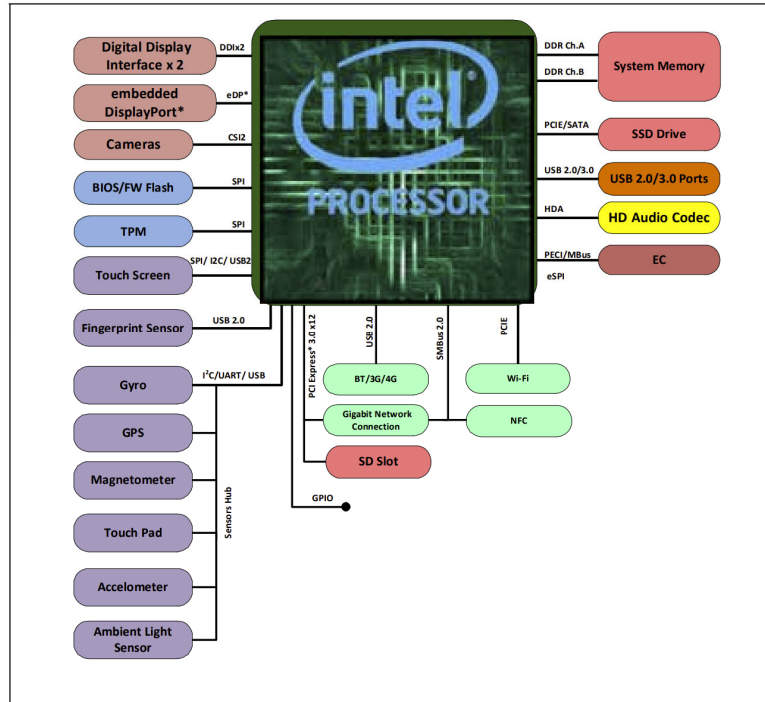 Digital Display
Interface x 2
DDIx2
embedded
DisplayPort*
eDP*
Cameras
CSI2
BIOS/FW Flash
SPI
TPM
SPI
Touch Screen
SPI/ I2C/ USB2
Fingerprint Sensor
USB 2.0
Gyro
I²C/UART/ USB
GPS
Magnetometer
Touch Pad
Accelometer
Ambient Light
Sensor
Sensors Hub
intel
PROCESSOR
DDR Ch.A
DDR Ch.B
System Memory
PCIE/SATA
SSD Drive
USB 2.0/3.0
USB 2.0/3.0 Ports
HDA
HD Audio Codec
PECI/MBus
eSPI
EC
PCI Express* 3.0 x12
USB 2.0
SMBus 2.0
PCIE
BT/3G/4G
Wi-Fi
Gigabit Network
Connection
NFC
SD Slot
GPIO